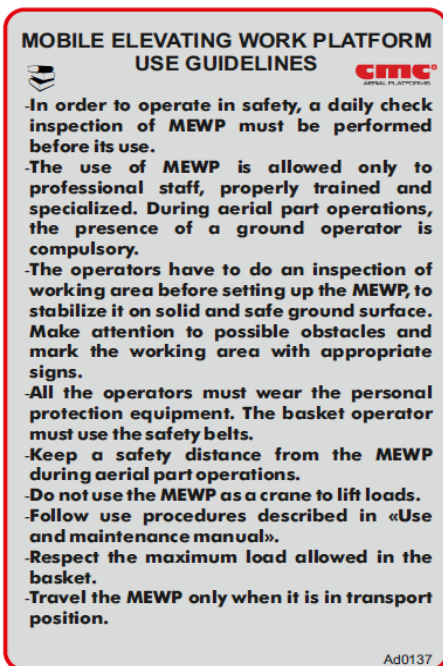 MOBILE ELEVATING WORK PLATFORM
USE GUIDELINES
cmc®
AERIAL PLATFORMS
-In order to operate in safety, a daily check
inspection of MEWP must be performed
before its use.
-The use of MEWP is allowed only to
professional staff, properly trained and
specialized. During aerial part operations,
the presence of a ground operator is
compulsory.
-The operators have to do an inspection of
working area before setting up the MEWP, to
stabilize it on solid and safe ground surface.
Make attention to possible obstacles and
mark the working area with appropriate
signs.
-All the operators must wear the personal
protection equipment. The basket operator
must use the safety belts.
-Keep a safety distance from the MEWP
during aerial part operations.
-Do not use the MEWP as a crane to lift loads.
-Follow use procedures described in «Use
and maintenance manual».
-Respect the maximum load allowed in the
basket.
-Travel the MEWP only when it is in transport
position.
Ad0137